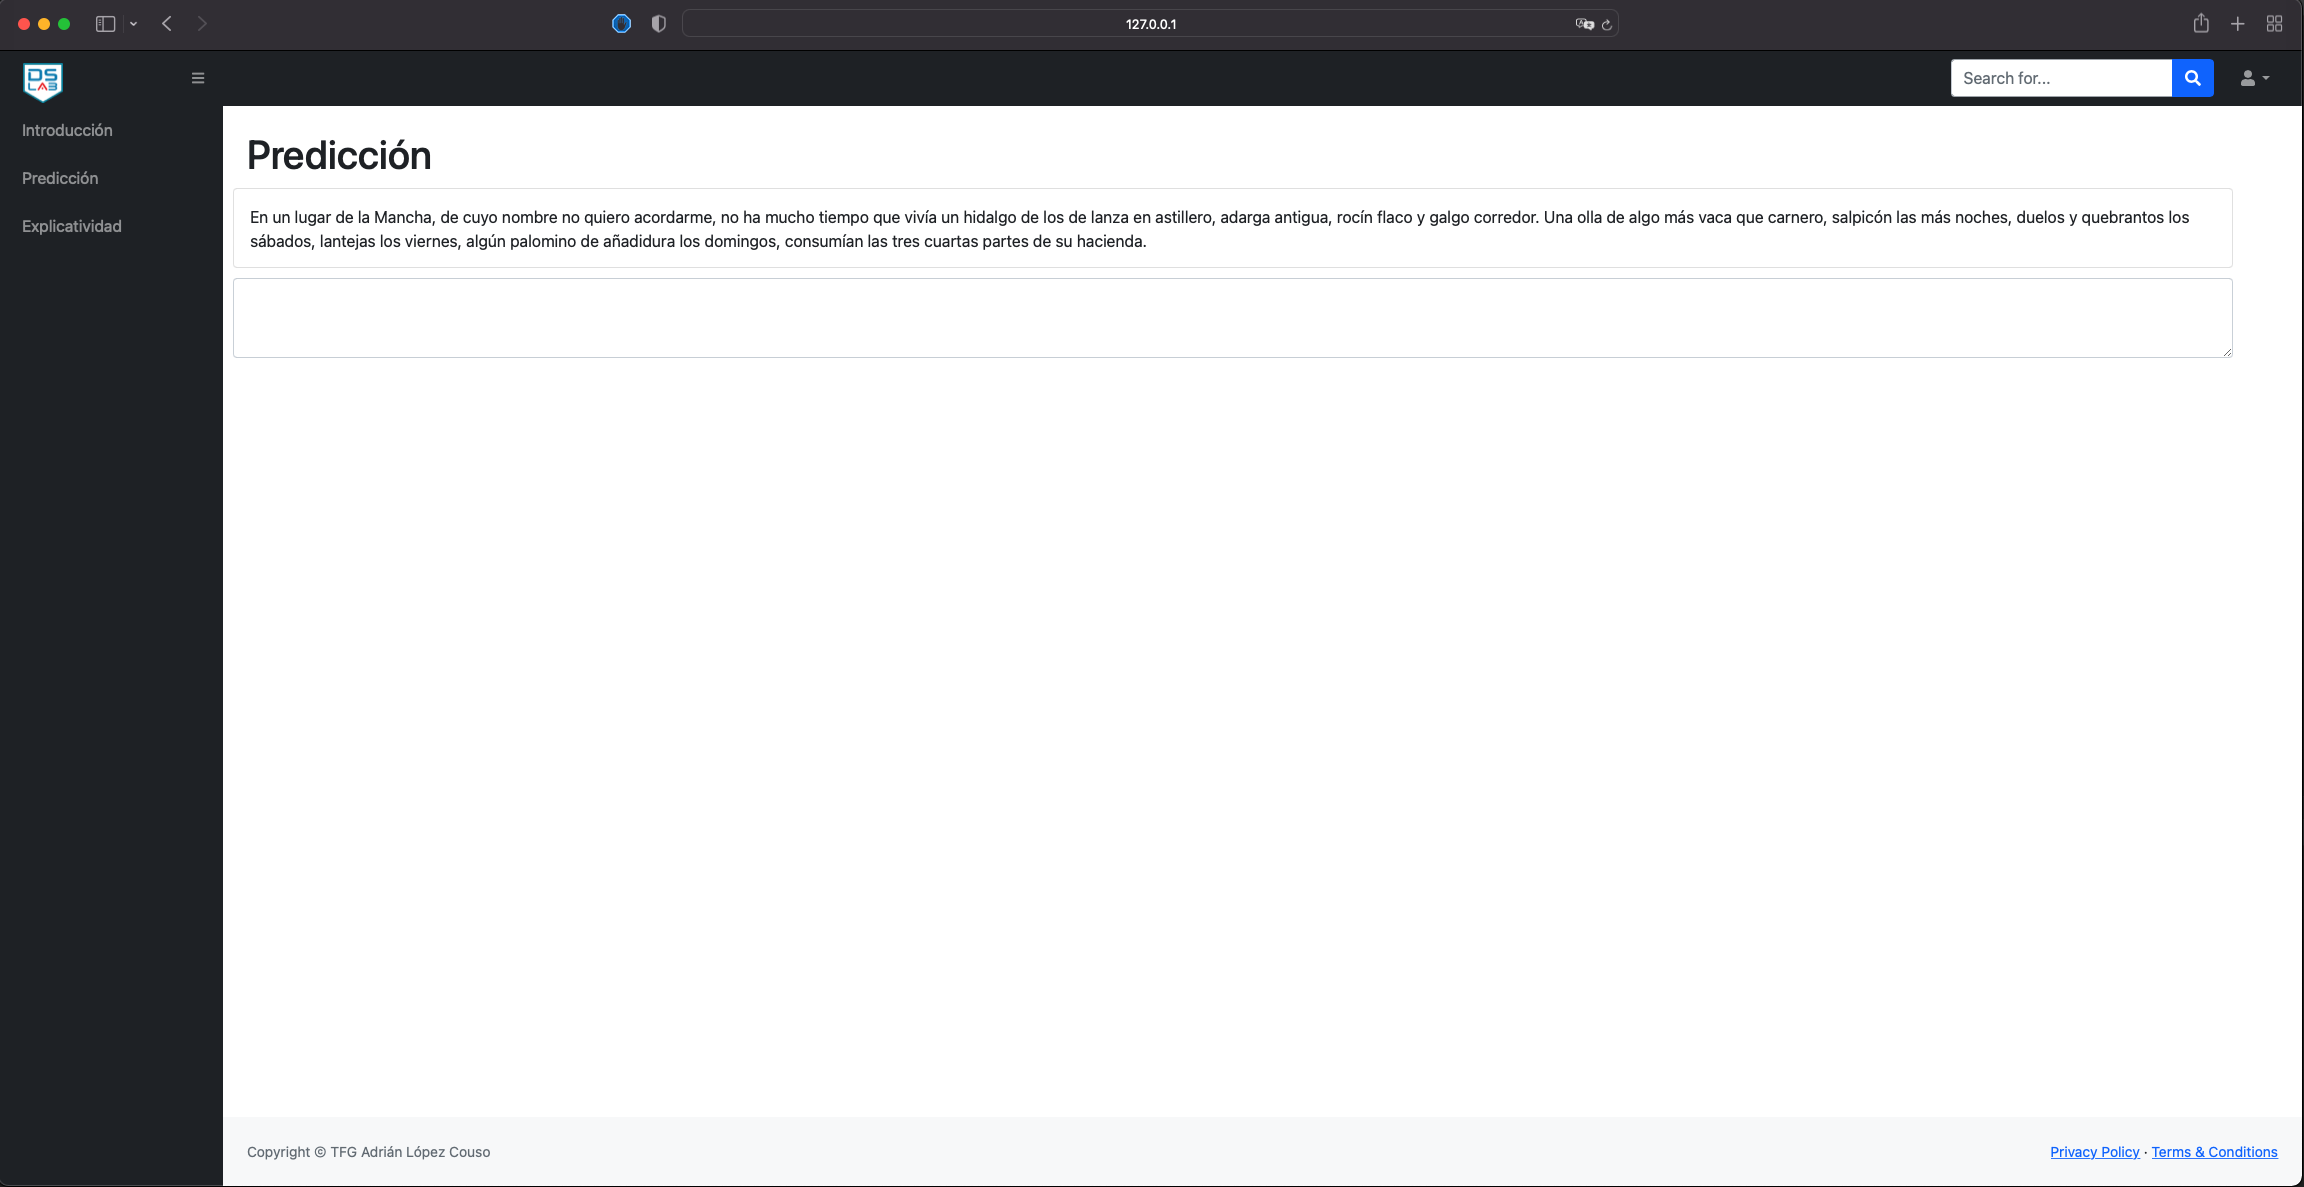 127.0.0.1
DS
LAB
Search for...
Introducción
Predicción
Explicatividad
Predicción
En un lugar de la Mancha, de cuyo nombre no quiero acordarme, no ha mucho tiempo que vivía un hidalgo de los de lanza en astillero, adarga antigua, rocín flaco y galgo corredor. Una olla de algo más vaca que carnero, salpicón las más noches, duelos y quebrantos los
sábados, lantejas los viernes, algún palomino de añadidura los domingos, consumían las tres cuartas partes de su hacienda.
Copyright © TFG Adrián López Couso
Privacy Policy · Terms & Conditions